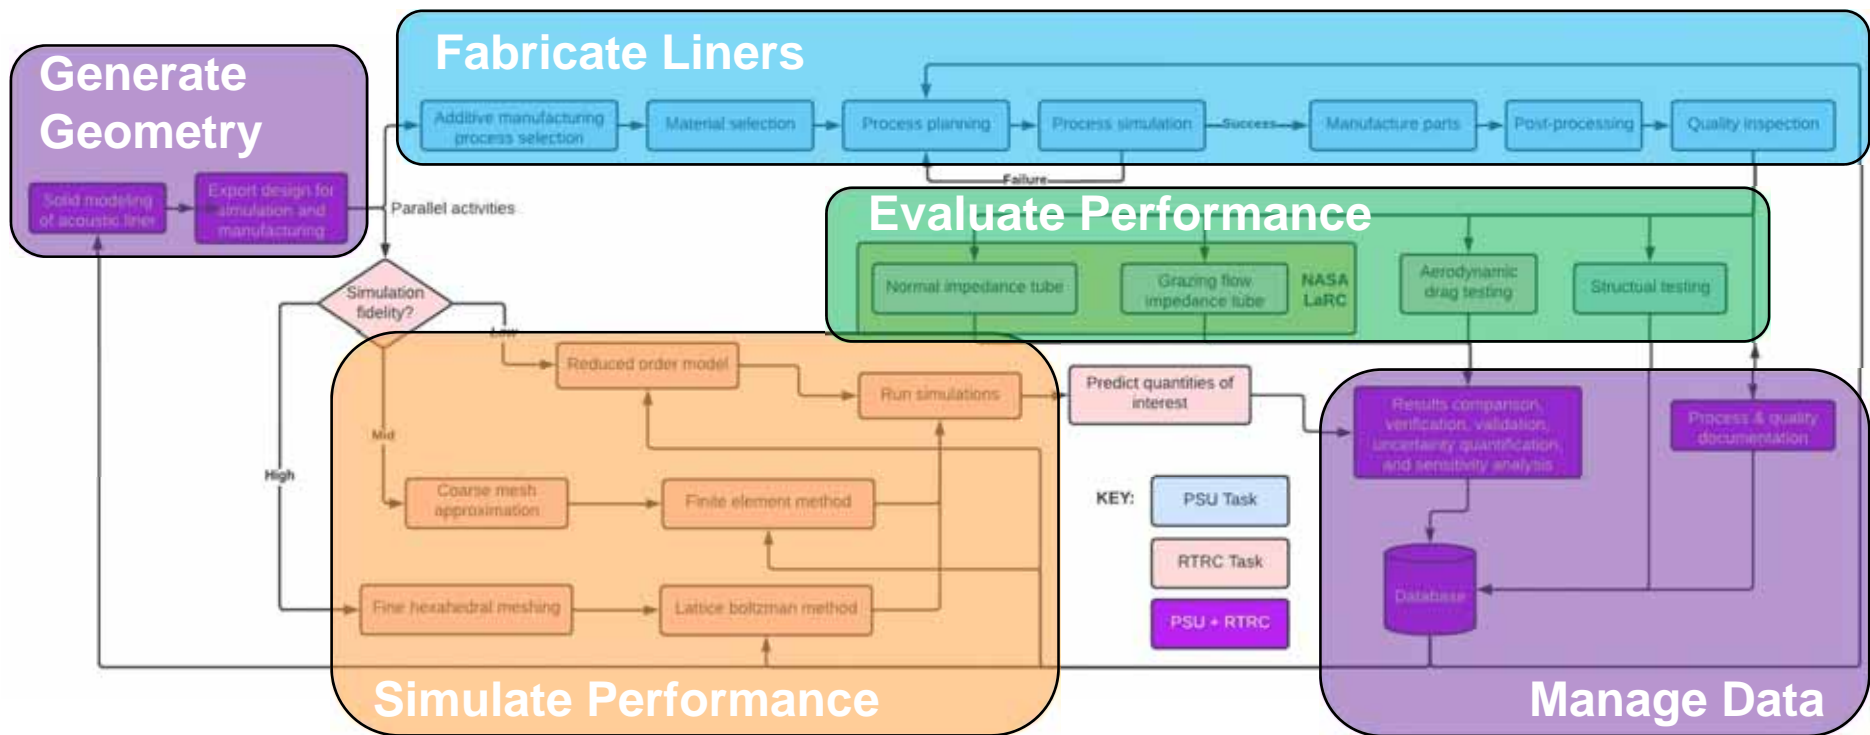 Generate
Geometry
Solid modeling
of acoustic liner
Export design for
simulation and
manufacturing
Parallel activities
Fabricate Liners
Additive manufacturing
process selection
Material selection
Process planning
Process simulation
Success
Failure
Manufacture parts
Post-processing
Quality inspection
Evaluate Performance
Normal impedance tube
Grazing flow
impedance tube
NASA
LaRC
Aerodynamic
drag testing
Structual testing
Simulation
fidelity?
Low
Mid
High
Reduced order model
Run simulations
Coarse mesh
approximation
Finite element method
Fine hexahedral meshing
Lattice boltzman method
Simulate Performance
Predict quantities of
interest
KEY:
PSU Task
RTRC Task
PSU + RTRC
Results comparison,
verification, validation,
uncertainty quantification,
and sensitivity analysis
Process & quality
documentation
Database
Manage Data